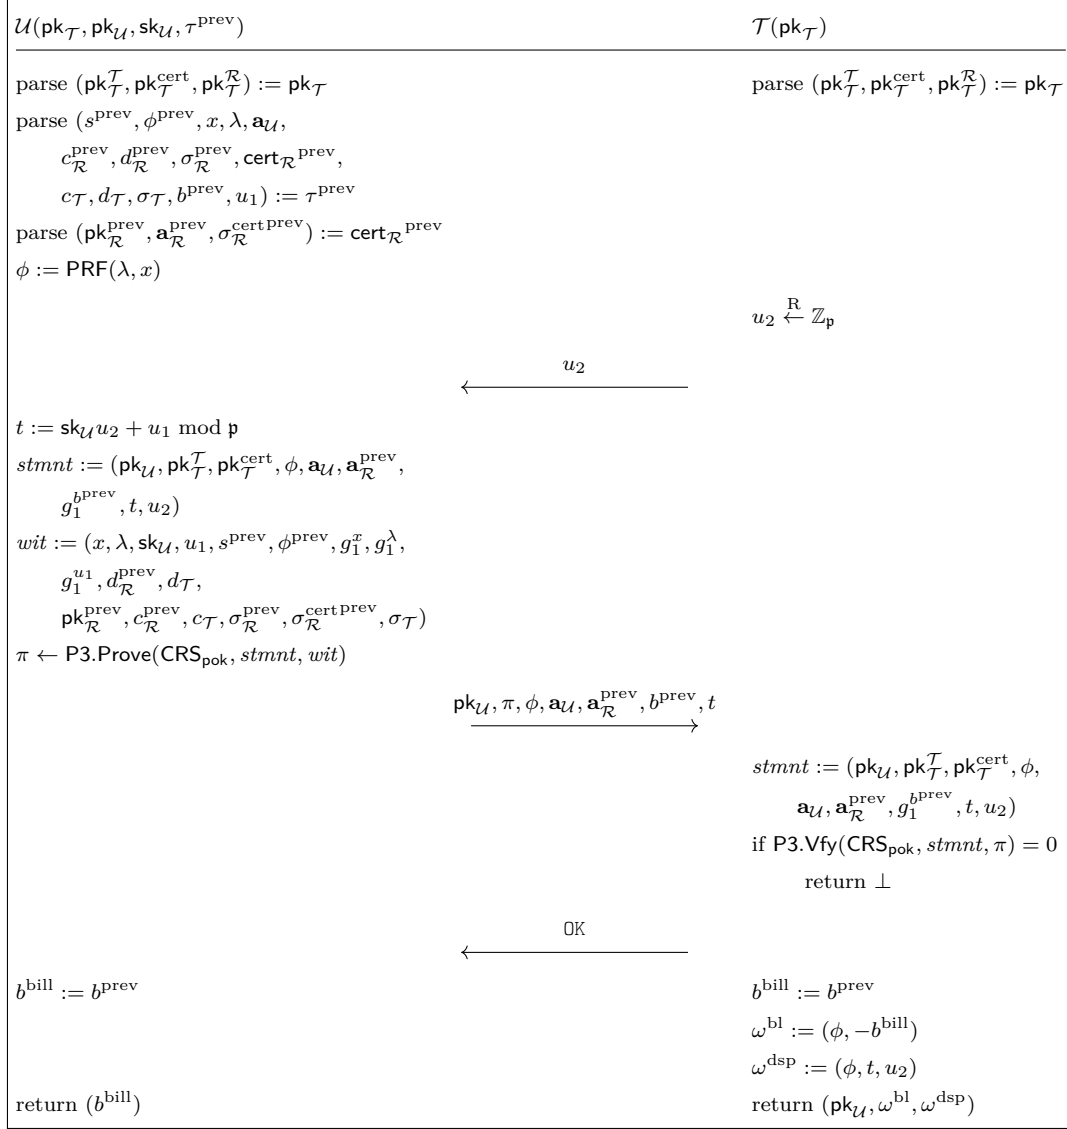 𝒰(pk_𝒯, pk_𝒰, sk_𝒰, τ^prev) 𝒯(pk_𝒯)
parse (pk_𝒯^𝒯, pk_𝒯^cert, pk_𝒯^ℛ) := pk_𝒯 parse (pk_𝒯^𝒯, pk_𝒯^cert, pk_𝒯^ℛ) := pk_𝒯
parse (s^prev, ϕ^prev, x, λ, 𝐚_𝒰,
c_ℛ^prev, d_ℛ^prev, σ_ℛ^prev, cert_ℛ^prev,
c_𝒯, d_𝒯, σ_𝒯, b^prev, u_1) := τ^prev
parse (pk_ℛ^prev, 𝐚_ℛ^prev, σ_ℛ^cert^prev) := cert_ℛ^prev
ϕ := PRF(λ, x)
u_2 ←^R ℤ_𝔭
u_2
t := sk_𝒰 u_2 + u_1 mod 𝔭
stmnt := (pk_𝒰, pk_𝒯^𝒯, pk_𝒯^cert, ϕ, 𝐚_𝒰, 𝐚_ℛ^prev,
g_1^{b^prev}, t, u_2)
wit := (x, λ, sk_𝒰, u_1, s^prev, ϕ^prev, g_1^x, g_1^λ,
g_1^{u_1}, d_ℛ^prev, d_𝒯,
pk_ℛ^prev, c_ℛ^prev, c_𝒯, σ_ℛ^prev, σ_ℛ^cert^prev, σ_𝒯)
π ← P3.Prove(CRS_pok, stmnt, wit)
pk_𝒰, π, ϕ, 𝐚_𝒰, 𝐚_ℛ^prev, b^prev, t
stmnt := (pk_𝒰, pk_𝒯^𝒯, pk_𝒯^cert, ϕ,
𝐚_𝒰, 𝐚_ℛ^prev, g_1^{b^prev}, t, u_2)
if P3.Vfy(CRS_pok, stmnt, π) = 0
return ⊥
OK
b^bill := b^prev b^bill := b^prev
ω^bl := (ϕ, −b^bill)
ω^dsp := (ϕ, t, u_2)
return (b^bill) return (pk_𝒰, ω^bl, ω^dsp)